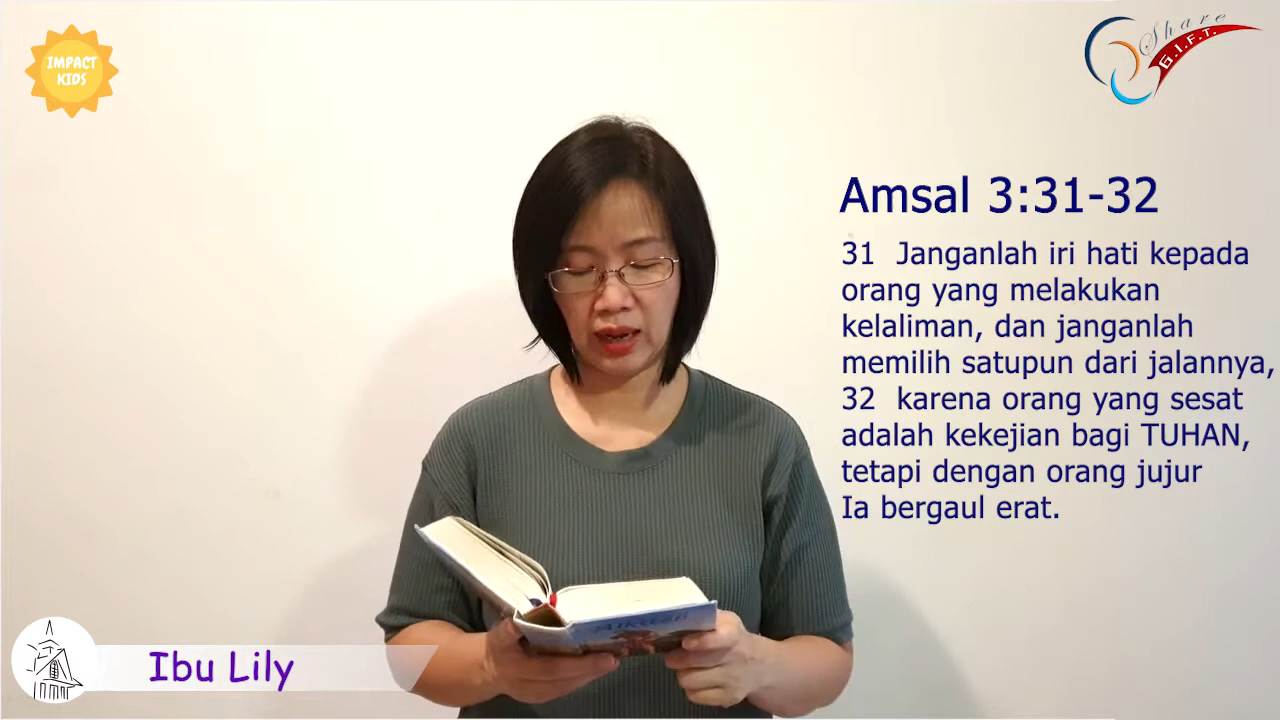 IMPACT
KIDS
Share
G.I.F.T.
Amsal 3:31-32
31 Janganlah iri hati kepada
orang yang melakukan
kelaliman, dan janganlah
memilih satupun dari jalannya,
32 karena orang yang sesat
adalah kekejian bagi TUHAN,
tetapi dengan orang jujur
Ia bergaul erat.
Alkitab
Ibu Lily